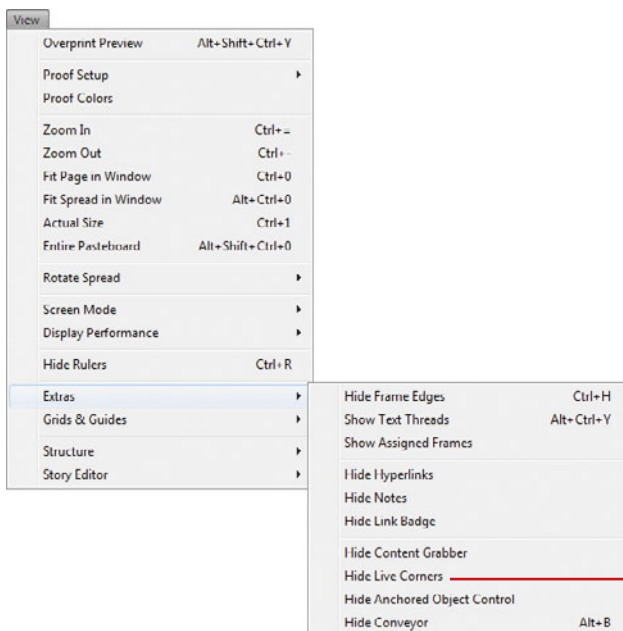 View
Overprint Preview Alt+Shift+Ctrl+Y
Proof Setup
Proof Colors
Zoom In Ctrl+=
Zoom Out Ctrl+-
Fit Page in Window Ctrl+0
Fit Spread in Window Alt+Ctrl+0
Actual Size Ctrl+1
Entire Pasteboard Alt+Shift+Ctrl+0
Rotate Spread
Screen Mode
Display Performance
Hide Rulers Ctrl+R
Extras
Grids & Guides
Structure
Story Editor
Hide Frame Edges Ctrl+H
Show Text Threads Alt+Ctrl+Y
Show Assigned Frames
Hide Hyperlinks
Hide Notes
Hide Link Badge
Hide Content Grabber
Hide Live Corners
Hide Anchored Object Control
Hide Conveyor Alt+B